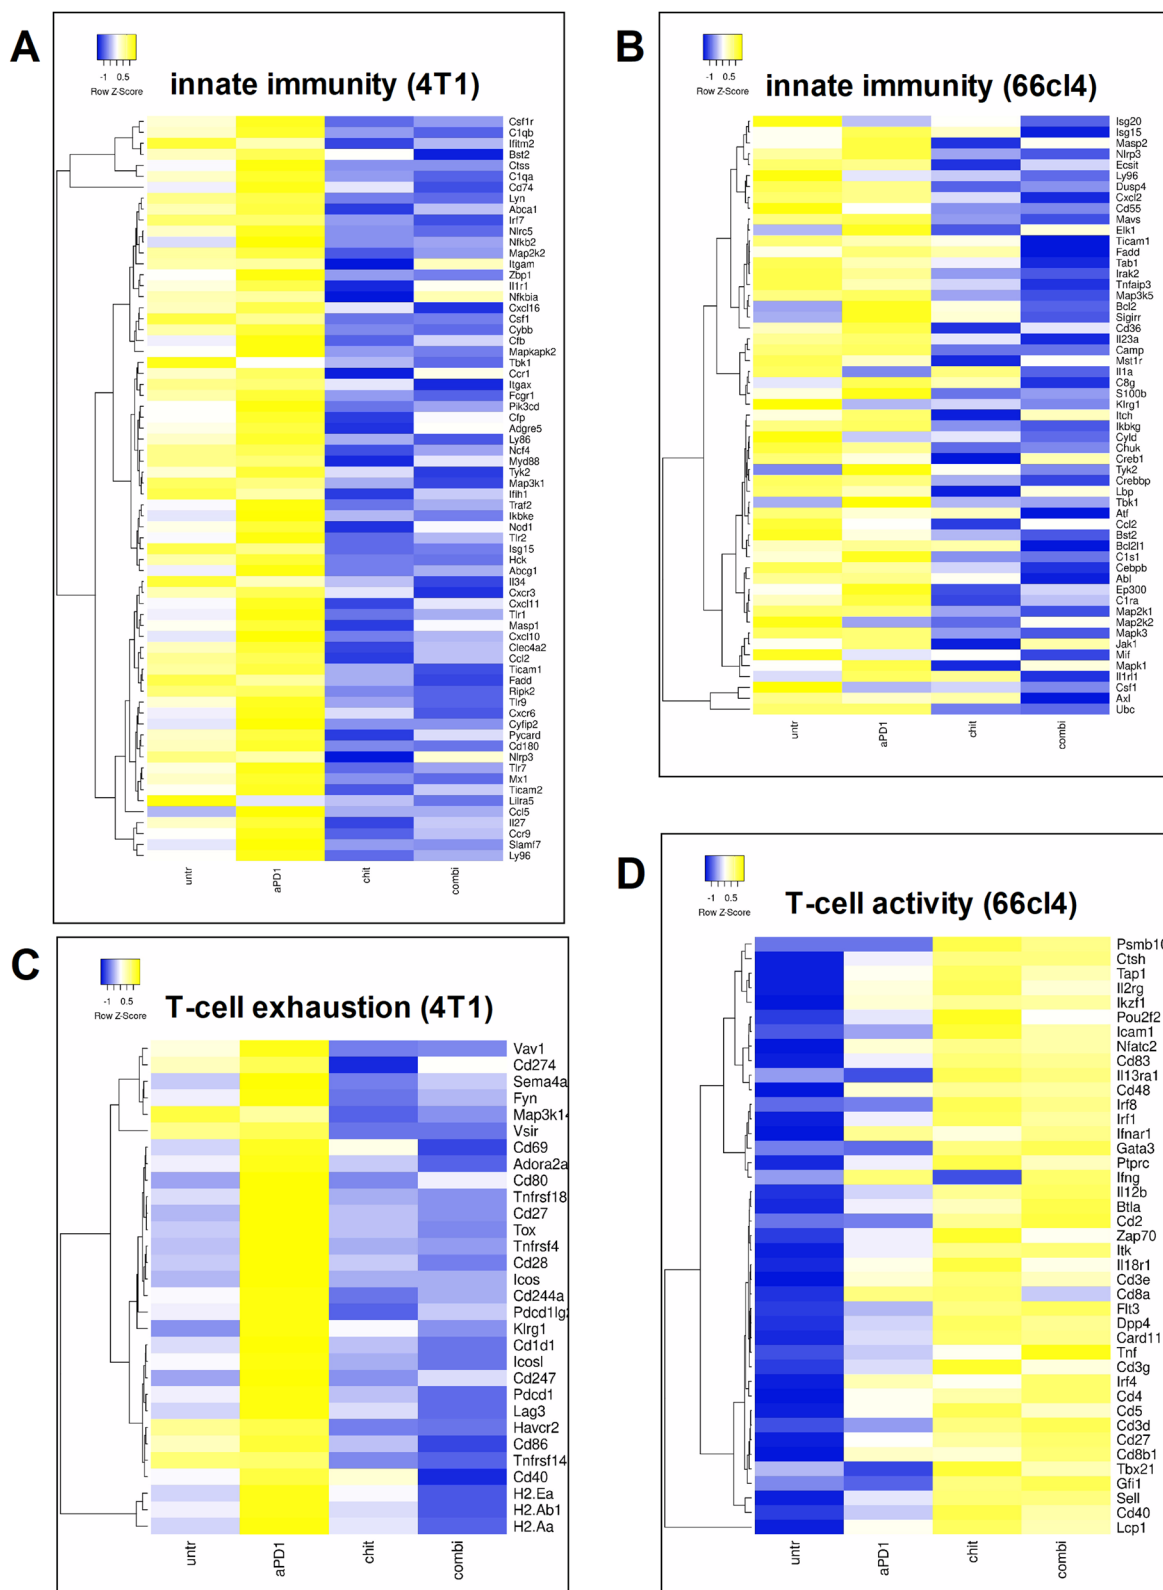 A
-1 0.5
Row Z-Score
innate immunity (4T1)
Csf1r
C1qb
Ifitm2
Bst2
Ctss
C1qa
Cd74
Lyn
Abca1
Irf7
Nlrc5
Nfkb2
Map2k2
Itgam
Zbp1
Il1r1
Nfkbia
Cxcl16
Csf1
Cybb
Cfb
Mapkapk2
Tbk1
Ccr1
Itgax
Fcgr1
Pik3cd
Cfp
Adgre5
Ly86
Ncf4
Myd88
Tyk2
Map3k1
Ifih1
Traf2
Ikbke
Nod1
Tlr2
Isg15
Hck
Abcg1
Il34
Cxcr3
Cxcl11
Tlr1
Masp1
Cxcl10
Clec4a2
Ccl2
Ticam1
Fadd
Ripk2
Tlr9
Cxcr6
Cyfip2
Pycard
Cd180
Nlrp3
Tlr7
Mx1
Ticam2
Lilra5
Ccl5
Il27
Ccr9
Slamf7
Ly96
untr aPD1 chit combi
B
-1 0.5
Row Z-Score
innate immunity (66cl4)
Isg20
Isg15
Masp2
Nlrp3
Ecsit
Ly96
Dusp4
Cxcl2
Cd55
Mavs
Elk1
Ticam1
Fadd
Tab1
Irak2
Tnfaip3
Map3k5
Bcl2
Sigirr
Cd36
Il23a
Camp
Mst1r
Il1a
C8g
S100b
Klrg1
Itch
Ikbkg
Cyld
Chuk
Creb1
Tyk2
Crebbp
Lbp
Tbk1
Atf
Ccl2
Bst2
Bcl2l1
C1s1
Cebpb
Abl
Ep300
C1ra
Map2k1
Map2k2
Mapk3
Jak1
Mif
Mapk1
Il1rl1
Csf1
Axl
Ubc
untr aPD1 chit combi
C
-1 0.5
Row Z-Score
T-cell exhaustion (4T1)
Vav1
Cd274
Sema4a
Fyn
Map3k14
Vsir
Cd69
Adora2a
Cd80
Tnfrsf18
Cd27
Tox
Tnfrsf4
Cd28
Icos
Cd244a
Pdcd1lg2
Klrg1
Cd1d1
Icosl
Cd247
Pdcd1
Lag3
Havcr2
Cd86
Tnfrsf14
Cd40
H2.Ea
H2.Ab1
H2.Aa
untr aPD1 chit combi
D
-1 0.5
Row Z-Score
T-cell activity (66cl4)
Psmb10
Ctsh
Tap1
Il2rg
Ikzf1
Pou2f2
Icam1
Nfatc2
Cd83
Il13ra1
Cd48
Irf8
Irf1
Ifnar1
Gata3
Ptprc
Ifng
Il12b
Btla
Cd2
Zap70
Itk
Il18r1
Cd3e
Cd8a
Flt3
Dpp4
Card11
Tnf
Cd3g
Irf4
Cd4
Cd5
Cd3d
Cd27
Cd8b1
Tbx21
Gfi1
Sell
Cd40
Lcp1
untr aPD1 chit combi